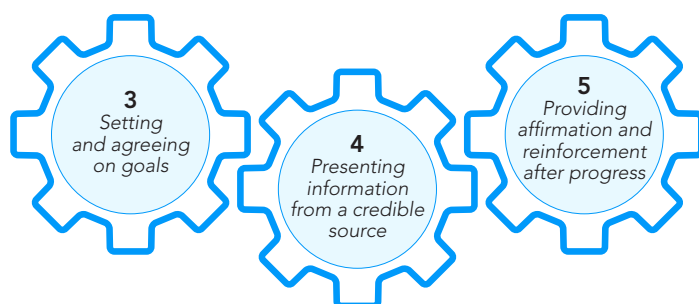 3
Setting
and agreeing
on goals
4
Presenting
information
from a credible
source
5
Providing
affirmation and
reinforcement
after progress